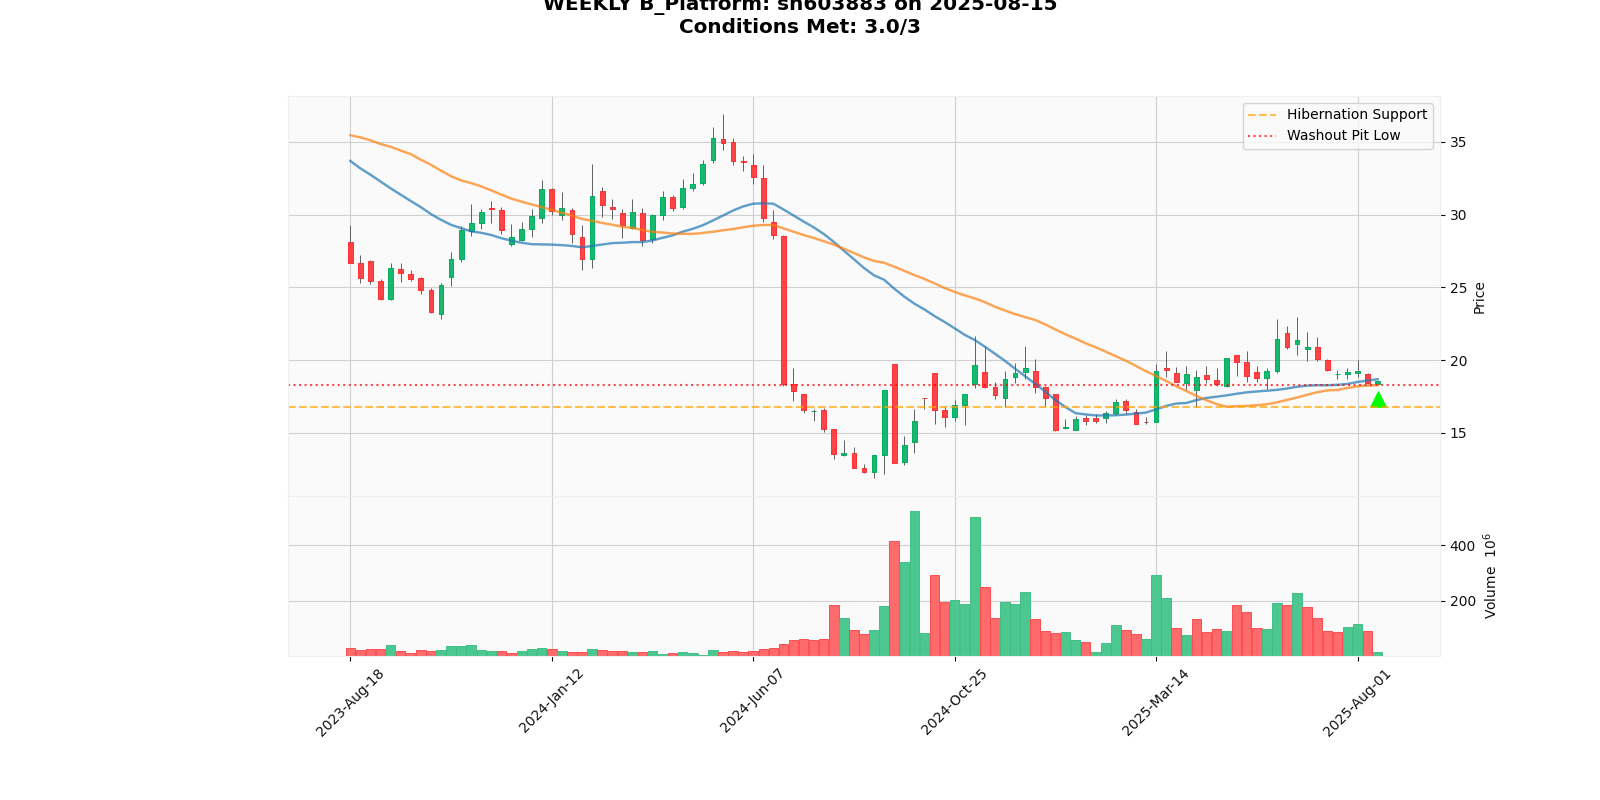 WEEKLY B_Platform: sh603883 on 2025-08-15
Conditions Met: 3.0/3
Hibernation Support
Washout Pit Low
35
30
25
20
15
Price
400
200
Volume 10⁶
2023-Aug-18
2024-Jan-12
2024-Jun-07
2024-Oct-25
2025-Mar-14
2025-Aug-01